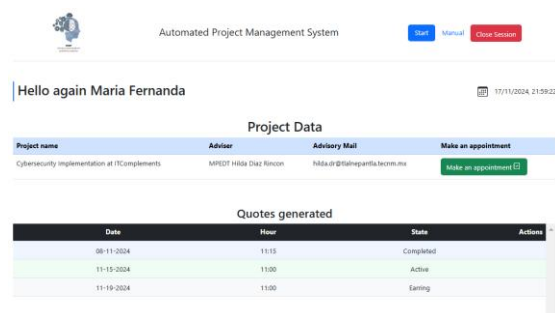 Automated Project Management System
Start Manual Close Session
Hello again Maria Fernanda
17/11/2024, 21:59:22
Project Data
Project name Adviser Advisory Mail Make an appointment
Cybersecurity Implementation at ITComplements MPEDT Hilda Diaz Rincon hilda.dr@tlalnepantla.tecnm.mx Make an appointment
Quotes generated
Date Hour State Actions
08-11-2024 11:15 Completed
11-15-2024 11:00 Active
11-19-2024 11:00 Earring